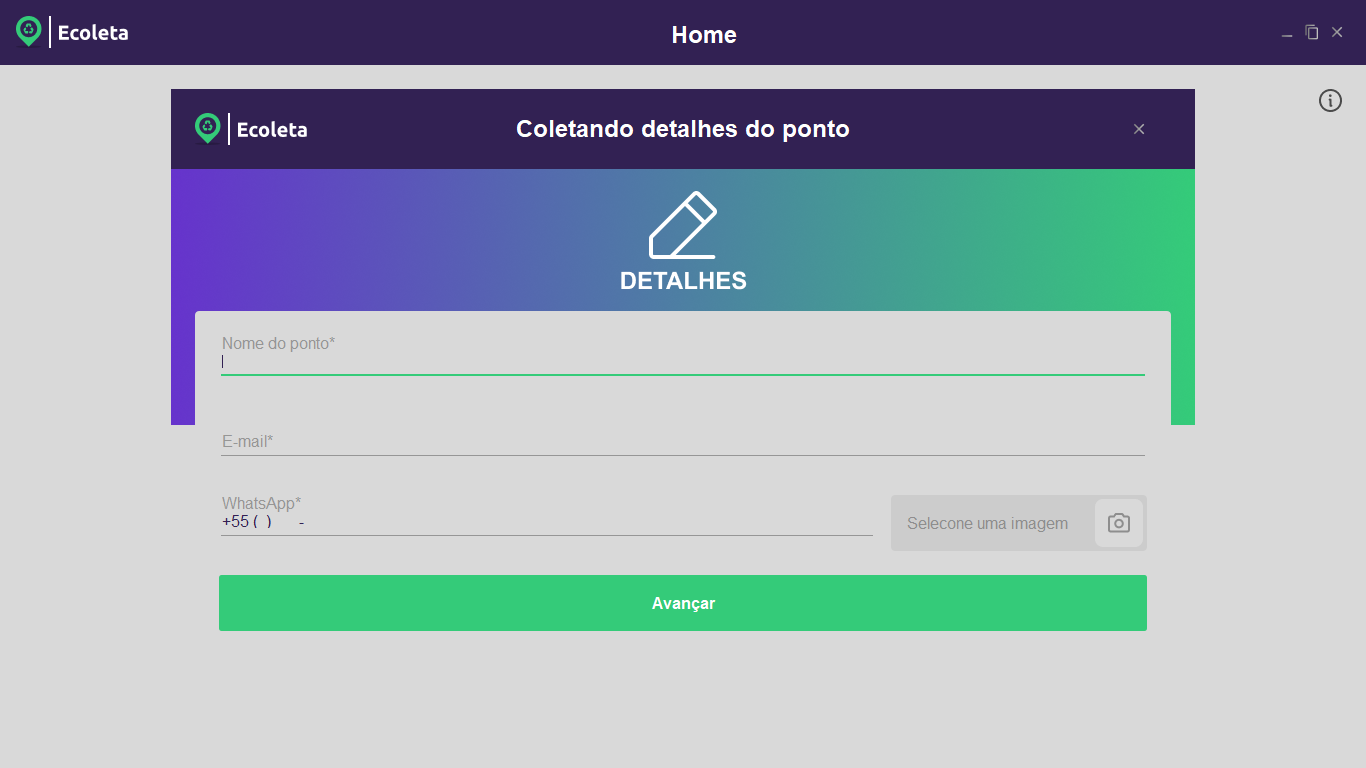 Ecoleta
Home
Ecoleta
Coletando detalhes do ponto
DETALHES
Nome do ponto*
E-mail*
WhatsApp*
+55 (  )      -
Selecone uma imagem
Avançar